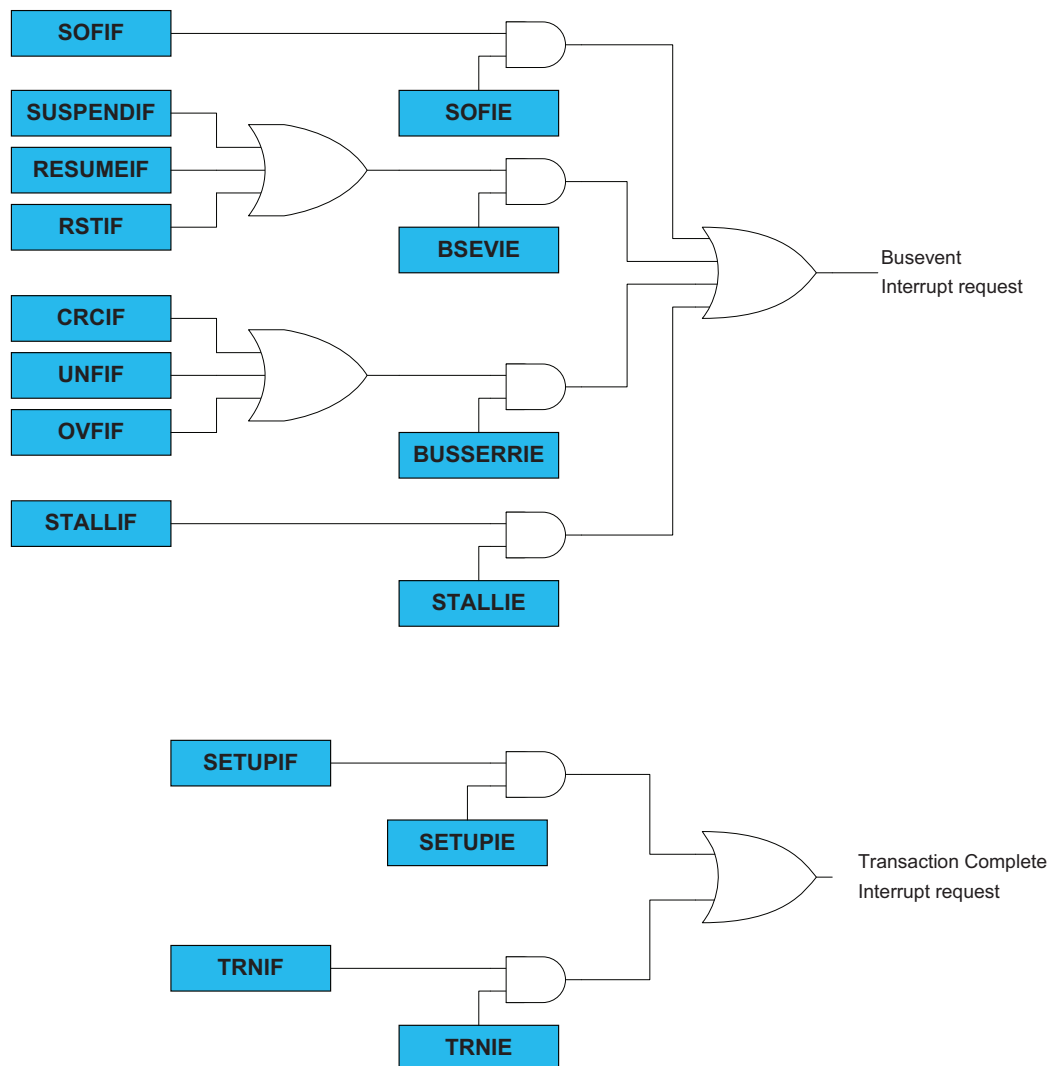 SOFIF
SOFIE
SUSPENDIF
RESUMEIF
RSTIF
BSEVIE
Busevent
Interrupt request
CRCIF
UNFIF
OVFIF
BUSSERRIE
STALLIF
STALLIE
SETUPIF
SETUPIE
Transaction Complete
Interrupt request
TRNIF
TRNIE